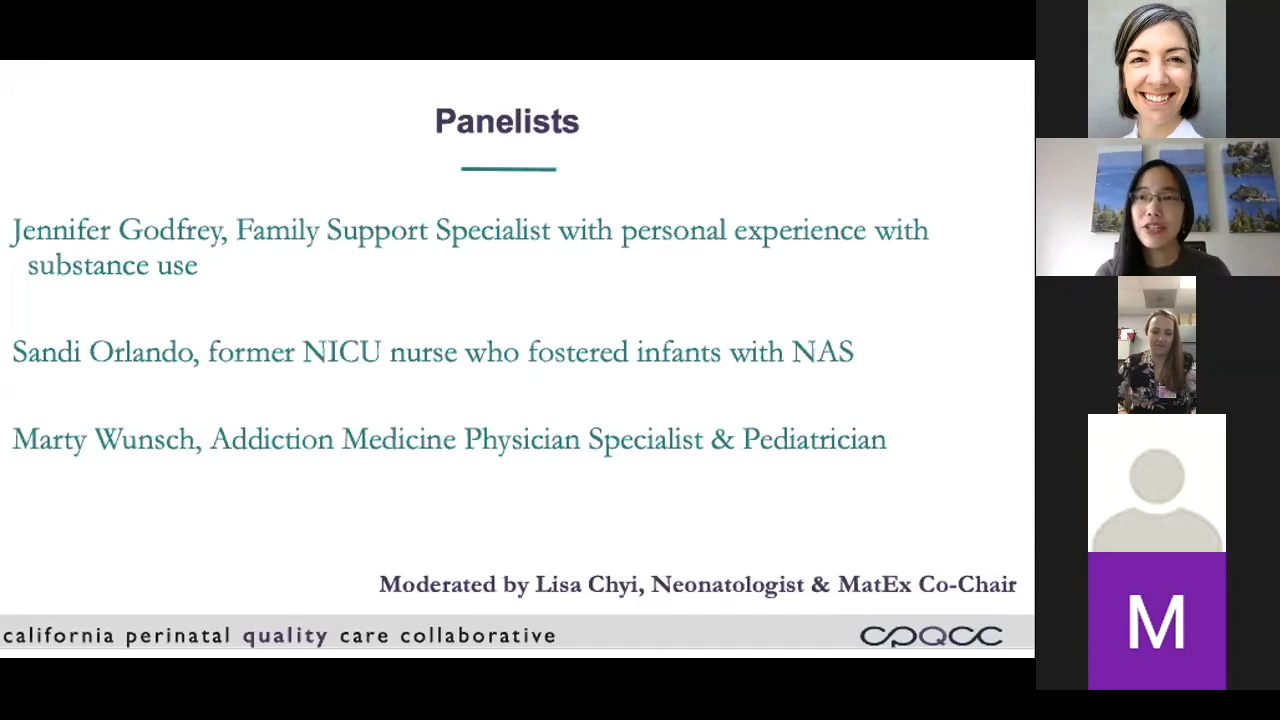 Panelists
Jennifer Godfrey, Family Support Specialist with personal experience with
substance use
Sandi Orlando, former NICU nurse who fostered infants with NAS
Marty Wunsch, Addiction Medicine Physician Specialist & Pediatrician
Moderated by Lisa Chyi, Neonatologist & MatEx Co-Chair
california perinatal quality care collaborative
cpqcc
M